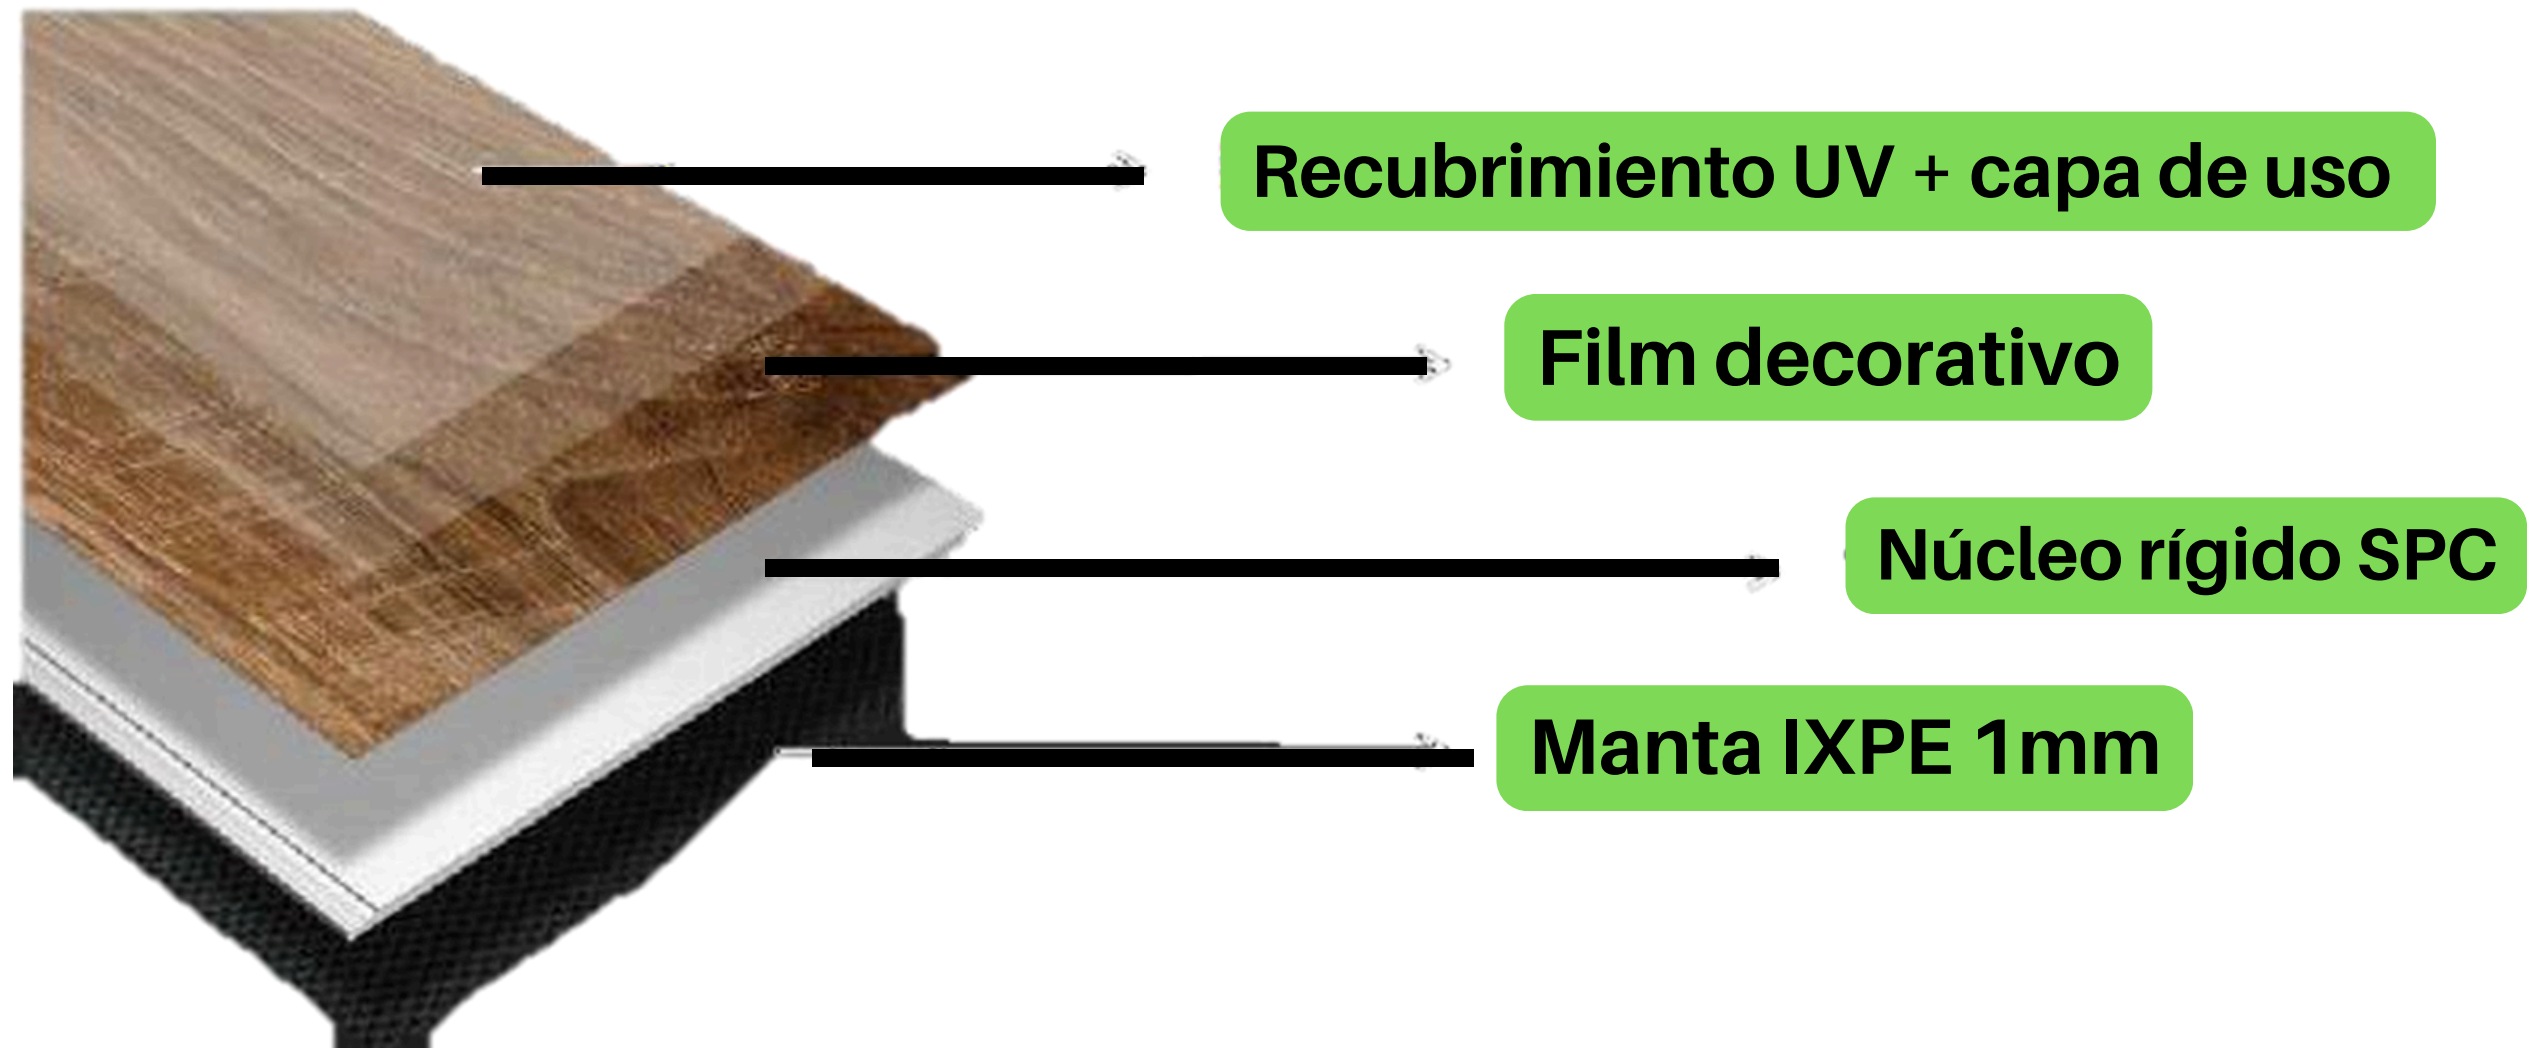 Recubrimiento UV + capa de uso
Film decorativo
Núcleo rígido SPC
Manta IXPE 1mm